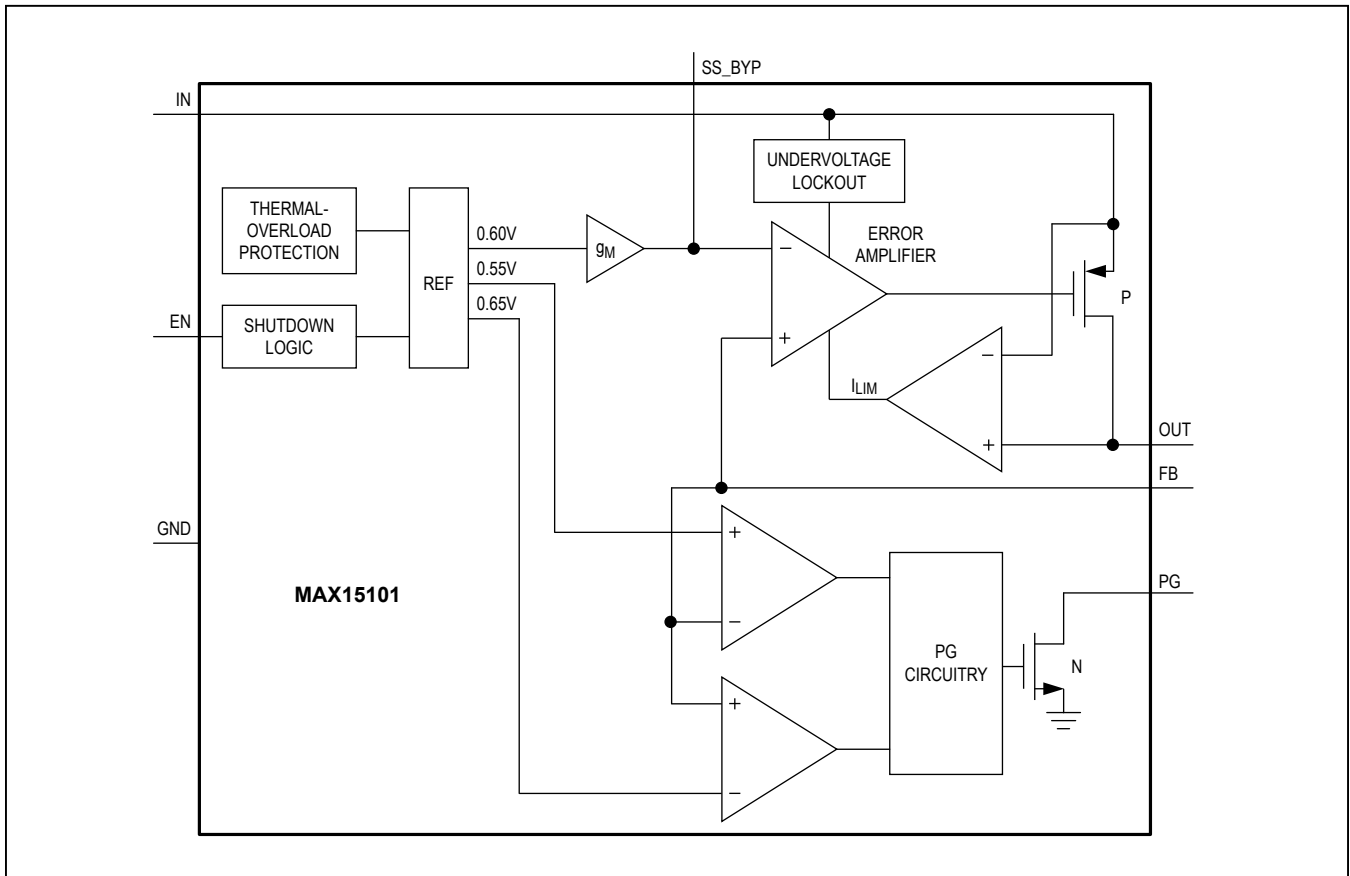 SS_BYP
IN
UNDERVOLTAGE
LOCKOUT
THERMAL-
OVERLOAD
PROTECTION
REF
0.60V
0.55V
0.65V
gM
−
+
ERROR
AMPLIFIER
P
EN
SHUTDOWN
LOGIC
ILIM
−
+
OUT
FB
GND
MAX15101
+
−
+
−
PG
CIRCUITRY
N
PG